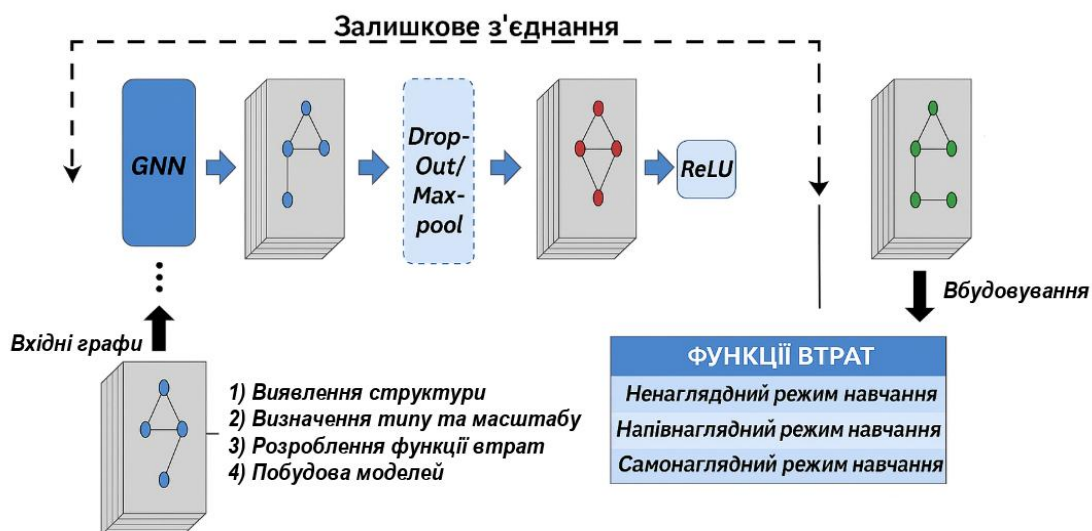 Залишкове з'єднання
GNN
Drop-
Out/
Max-
pool
ReLU
Вбудовування
Вхідні графи
1) Виявлення структури
2) Визначення типу та масштабу
3) Розроблення функції втрат
4) Побудова моделей
ФУНКЦІЇ ВТРАТ
Ненагляддний режим навчання
Напівнаглядний режим навчання
Самонаглядний режим навчання